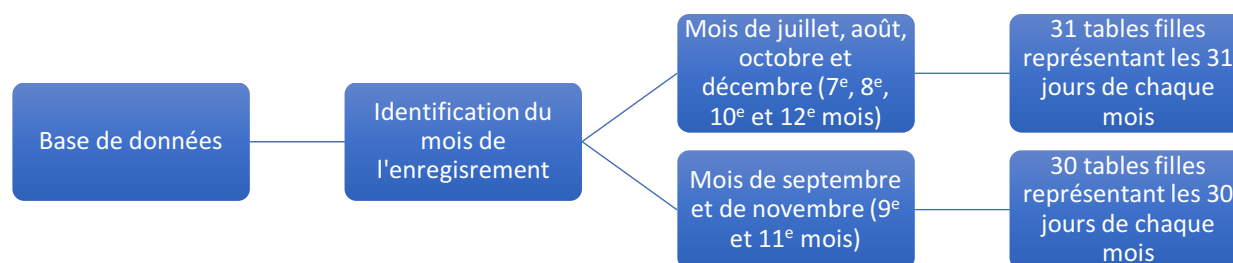 Base de données
Identification du
mois de
l'enregisrement
Mois de juillet, août,
octobre et
décembre (7e, 8e,
10e et 12e mois)
31 tables filles
représentant les 31
jours de chaque
mois
Mois de septembre
et de novembre (9e
et 11e mois)
30 tables filles
représentant les 30
jours de chaque
mois